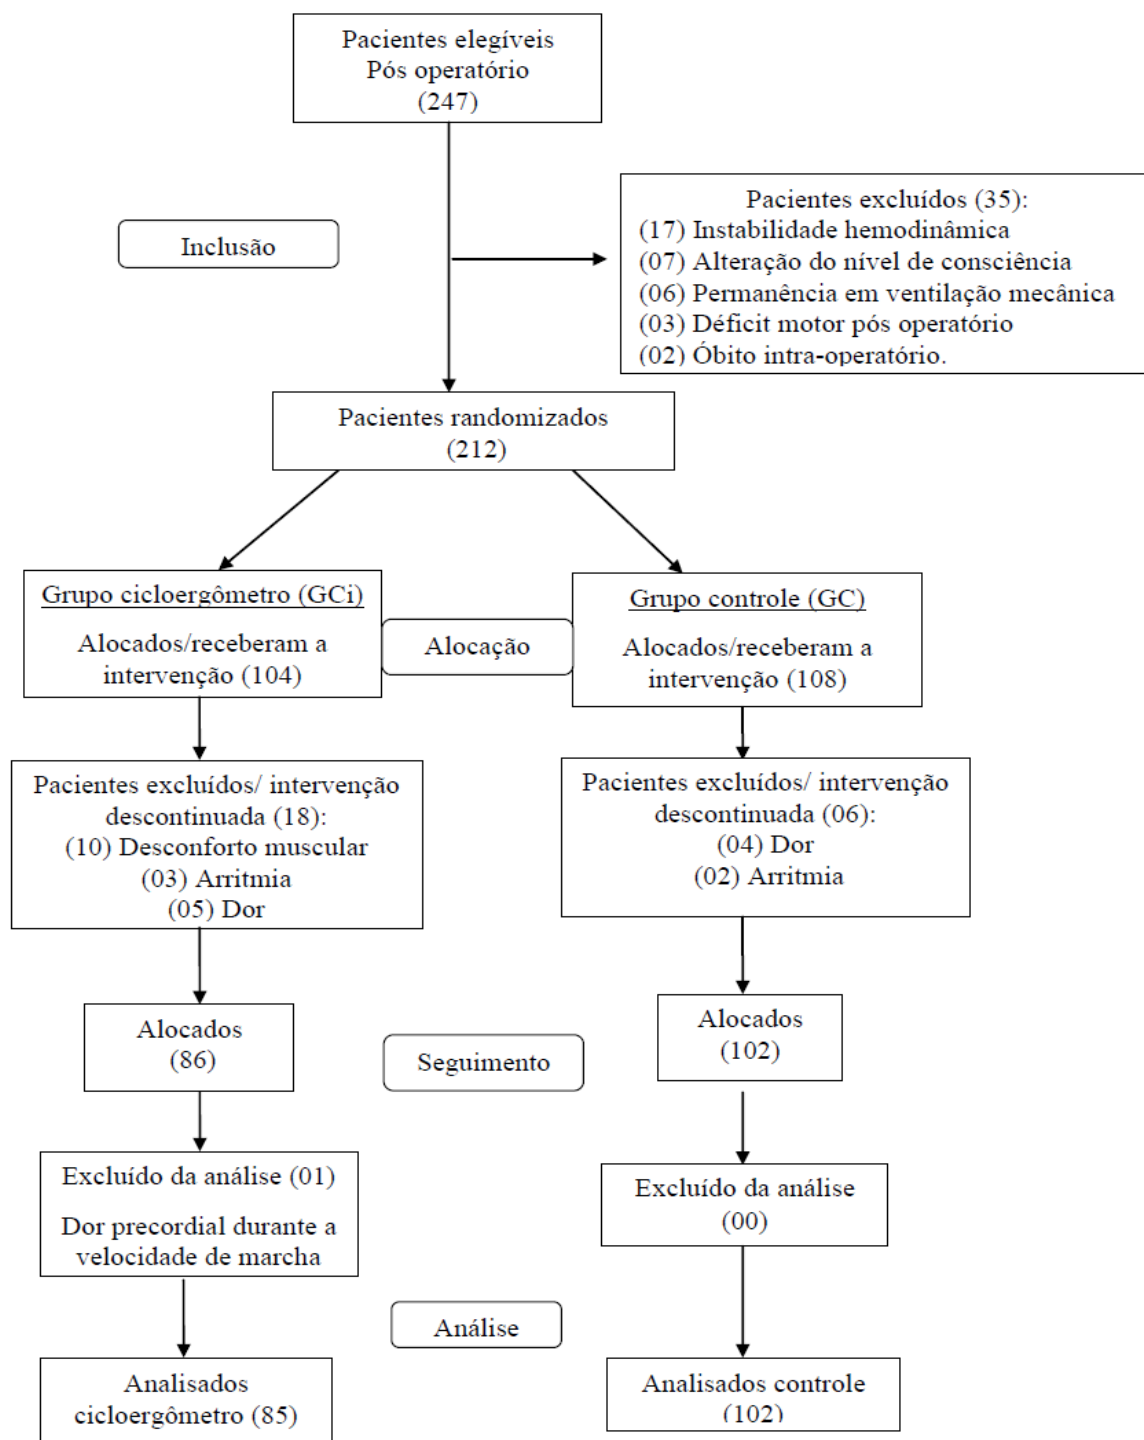 Pacientes elegíveis
Pós operatório
(247)
Pacientes excluídos (35):
(17) Instabilidade hemodinâmica
(07) Alteração do nível de consciência
(06) Permanência em ventilação mecânica
(03) Déficit motor pós operatório
(02) Óbito intra-operatório.
Inclusão
Pacientes randomizados
(212)
Grupo cicloergômetro (GCi)
Alocados/receberam a
intervenção (104)
Alocação
Grupo controle (GC)
Alocados/receberam a
intervenção (108)
Pacientes excluídos/ intervenção
descontinuada (18):
(10) Desconforto muscular
(03) Arritmia
(05) Dor
Pacientes excluídos/ intervenção
descontinuada (06):
(04) Dor
(02) Arritmia
Alocados
(86)
Seguimento
Alocados
(102)
Excluído da análise (01)
Dor precordial durante a
velocidade de marcha
Excluído da análise
(00)
Análise
Analisados
cicloergômetro (85)
Analisados controle
(102)